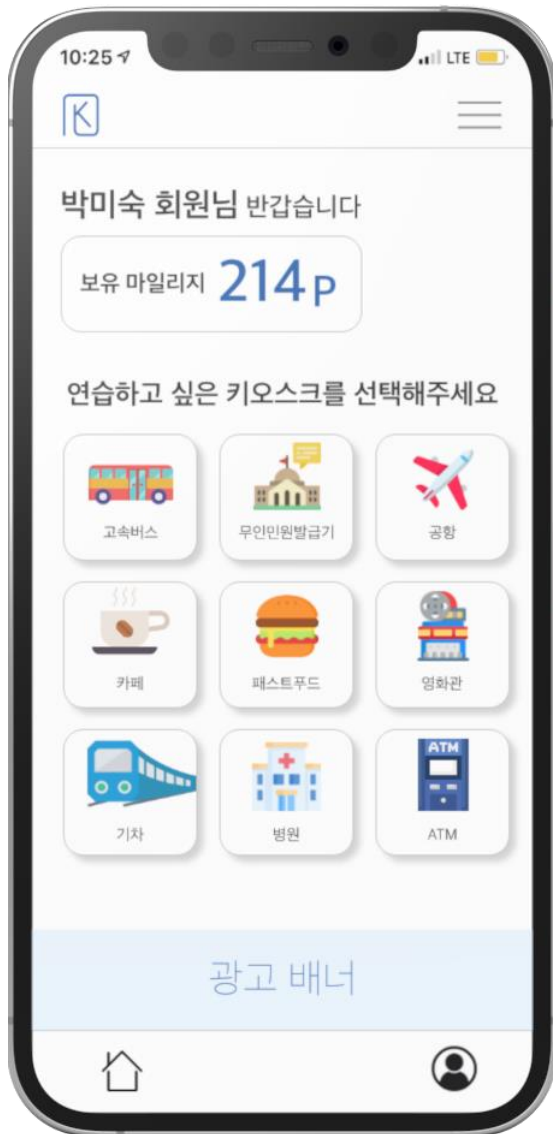 10:25
LTE
K
박미숙 회원님 반갑습니다
보유 마일리지 214 P
연습하고 싶은 키오스크를 선택해주세요
고속버스 무인민원발급기 공항
카페 패스트푸드 영화관
ATM
기차 병원 ATM
광고 배너